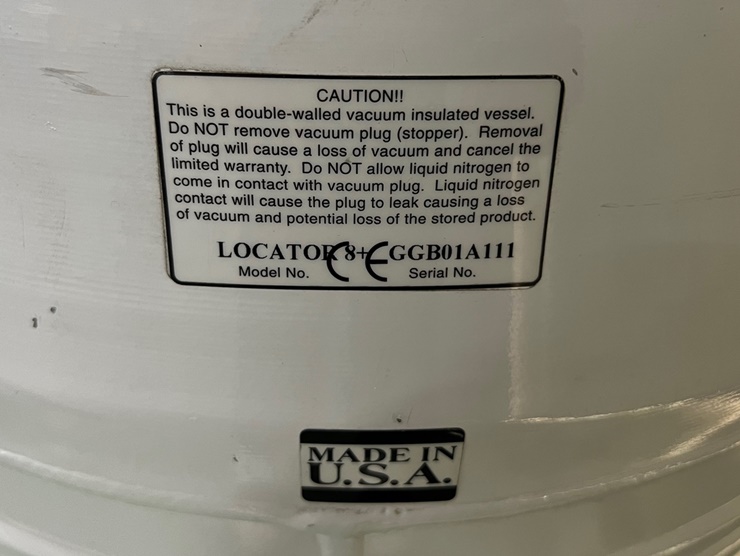 CAUTION!!
This is a double-walled vacuum insulated vessel.
Do NOT remove vacuum plug (stopper). Removal
of plug will cause a loss of vacuum and cancel the
limited warranty. Do NOT allow liquid nitrogen to
come in contact with vacuum plug. Liquid nitrogen
contact will cause the plug to leak causing a loss
of vacuum and potential loss of the stored product.
LOCATOR 8+ CE GGB01A111
Model No. Serial No.
MADE IN
U.S.A.